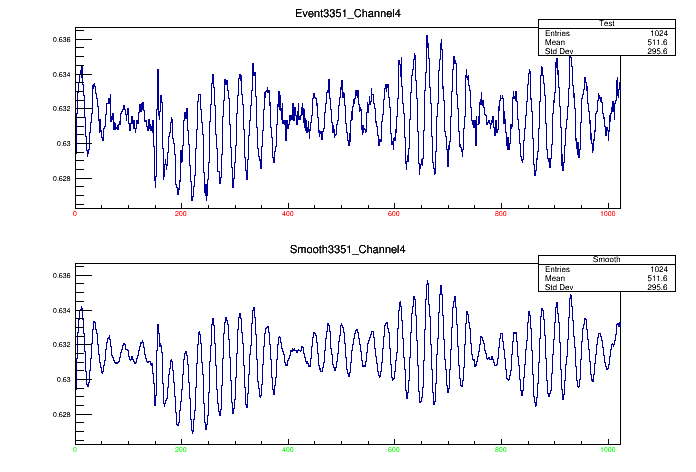 Event3351_Channel4
Test
Entries 1024
Mean 511.6
Std Dev 295.6
0.636
0.634
0.632
0.63
0.628
0 200 400 600 800 1000
Smooth3351_Channel4
Smooth
Entries 1024
Mean 511.6
Std Dev 295.6
0.636
0.634
0.632
0.63
0.628
0 200 400 600 800 1000